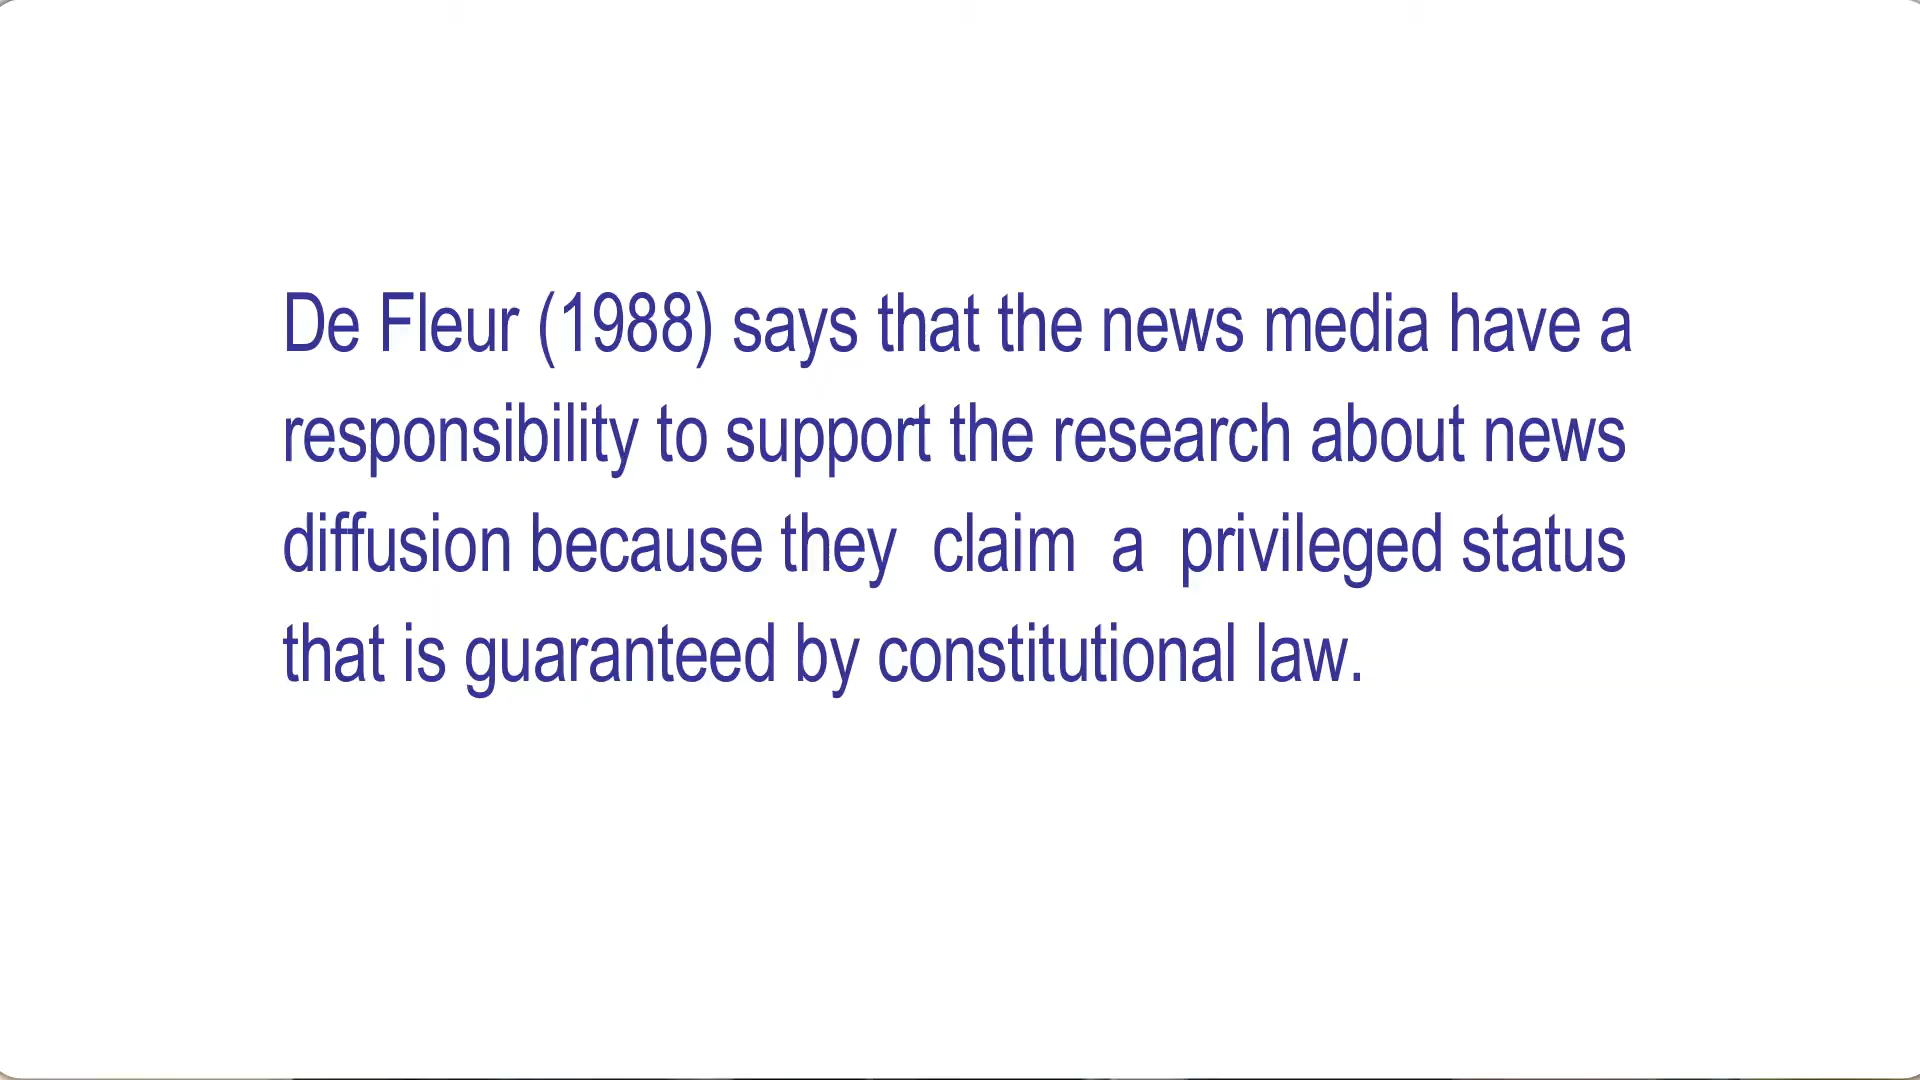 De Fleur (1988) says that the news media have a
responsibility to support the research about news
diffusion because they  claim  a  privileged status
that is guaranteed by constitutional law.